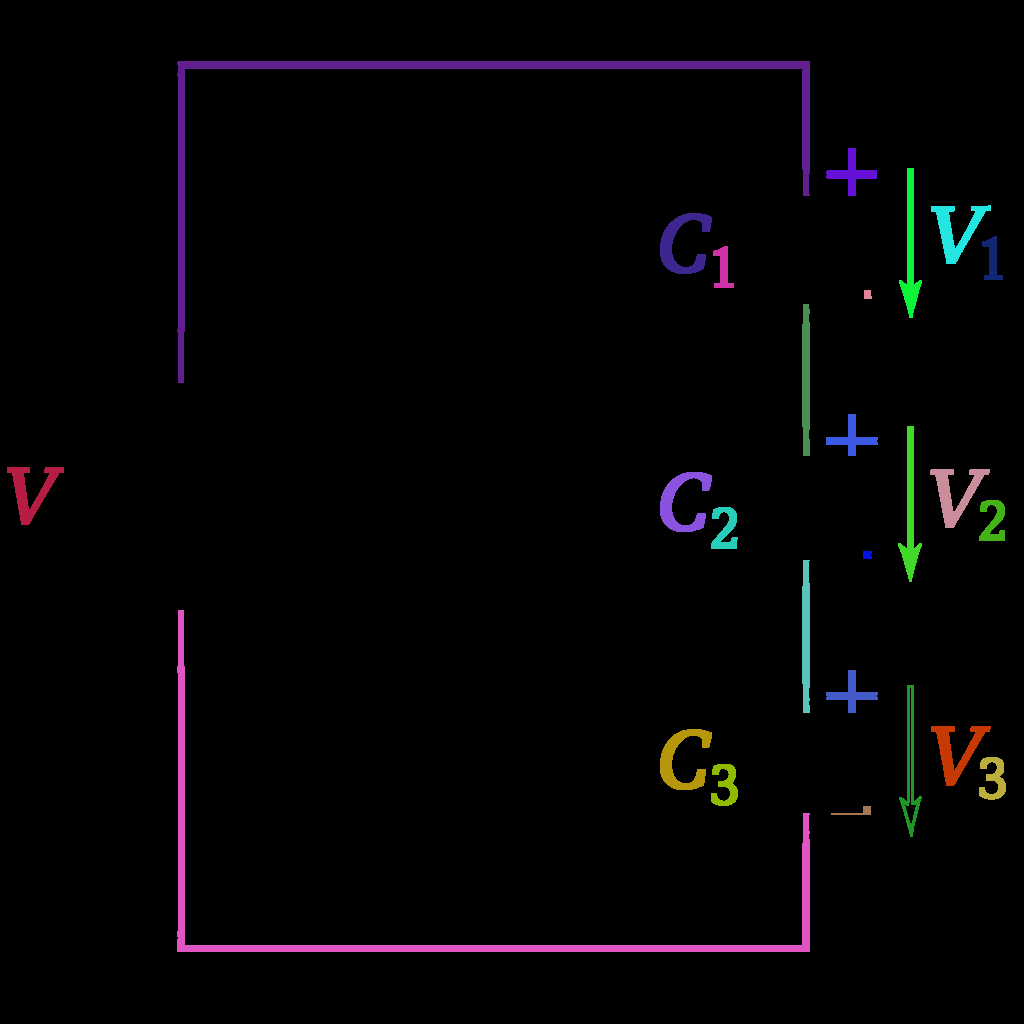 +
C₁ V₁
-
+
V C₂ V₂
-
+
C₃ V₃
-